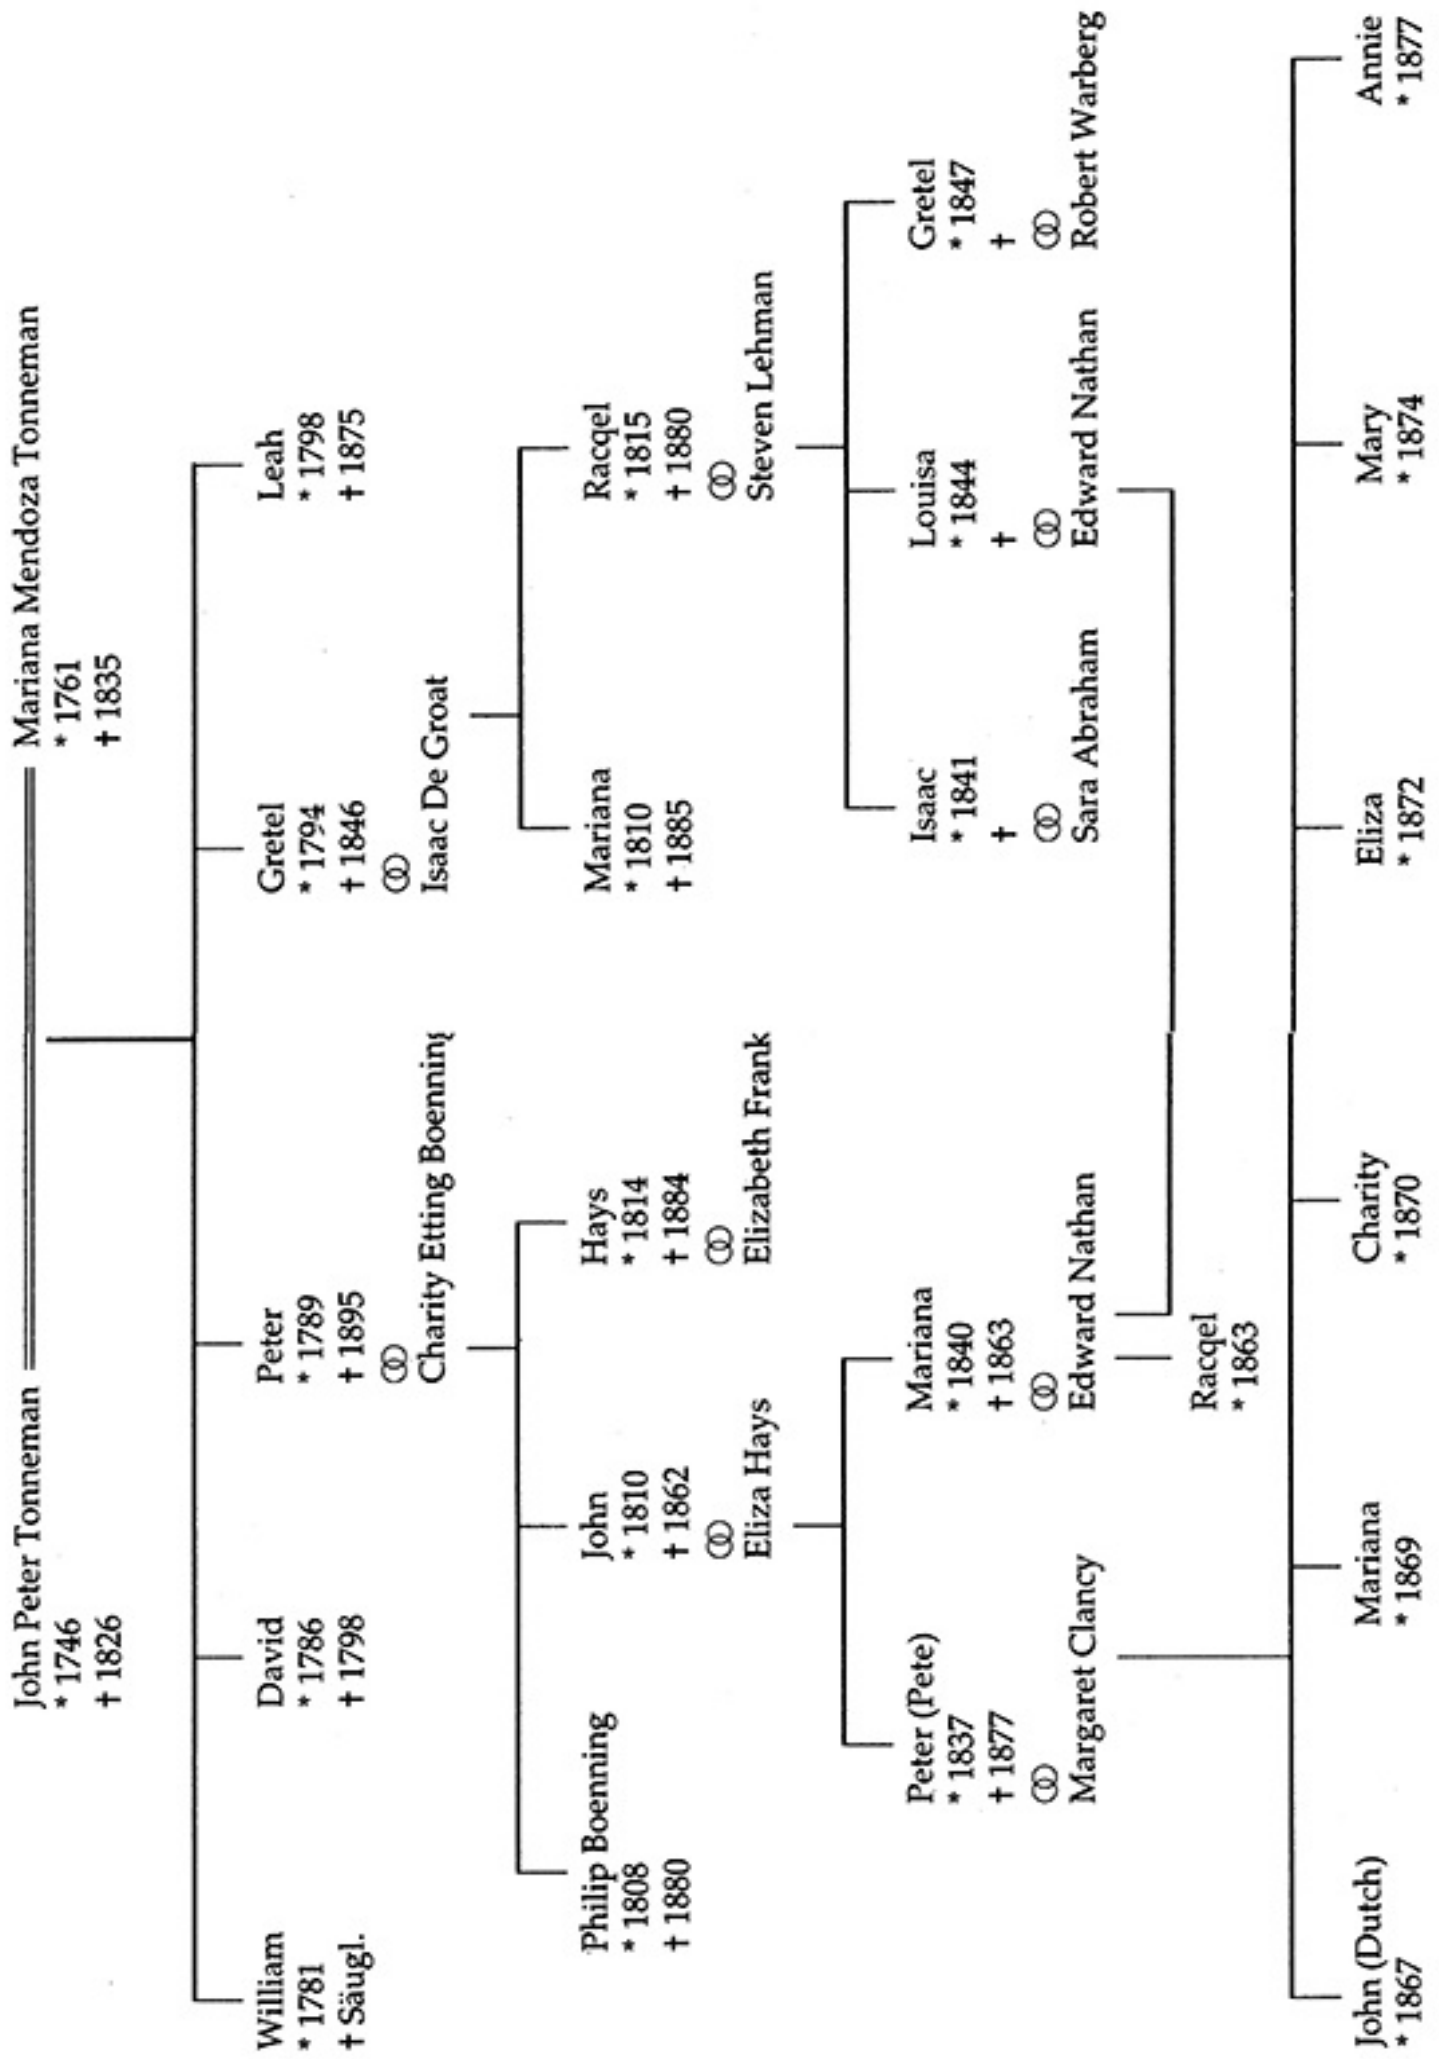 John Peter Tonneman
* 1746
† 1826
Mariana Mendoza Tonneman
* 1761
† 1835
William
* 1781
† Säugl.
David
* 1786
† 1798
Peter
* 1789
† 1895
Charity Etting Boenning
Gretel
* 1794
† 1846
Isaac De Groat
Leah
* 1798
† 1875
Philip Boenning
* 1808
† 1880
John
* 1810
† 1862
Eliza Hays
Hays
* 1814
† 1884
Elizabeth Frank
Mariana
* 1810
† 1885
Racqel
* 1815
† 1880
Steven Lehman
Peter (Pete)
* 1837
† 1877
Margaret Clancy
Mariana
* 1840
† 1863
Edward Nathan
Isaac
* 1841
†
Sara Abraham
Louisa
* 1844
†
Edward Nathan
Gretel
* 1847
†
Robert Warberg
Racqel
* 1863
John (Dutch)
* 1867
Mariana
* 1869
Charity
* 1870
Eliza
* 1872
Mary
* 1874
Annie
* 1877